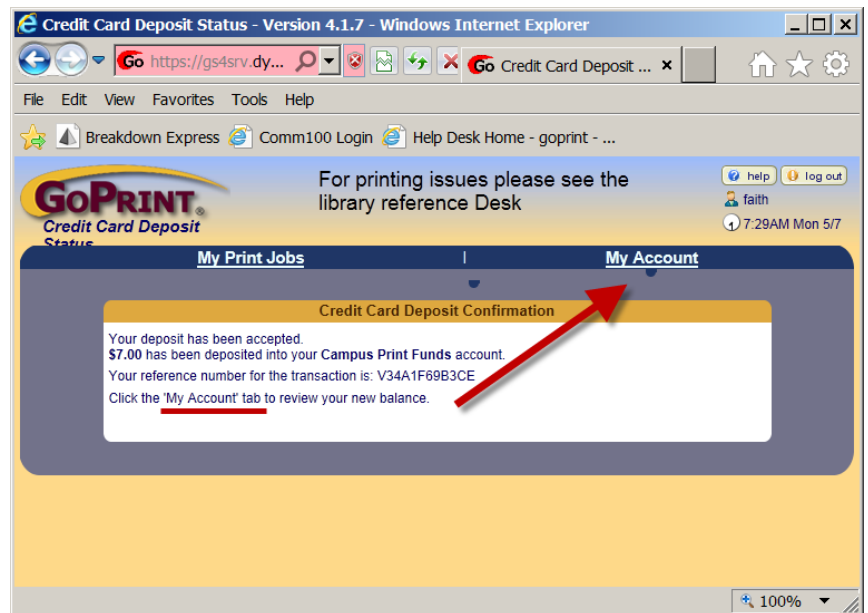 Credit Card Deposit Status - Version 4.1.7 - Windows Internet Explorer
Go https://gs4srv.dy... Go Credit Card Deposit ...
File Edit View Favorites Tools Help
Breakdown Express Comm100 Login Help Desk Home - goprint - ...
GOPRINT® For printing issues please see the help log out
library reference Desk faith
Credit Card Deposit 7:29AM Mon 5/7
Status
My Print Jobs | My Account
Credit Card Deposit Confirmation
Your deposit has been accepted.
$7.00 has been deposited into your Campus Print Funds account.
Your reference number for the transaction is: V34A1F69B3CE
Click the 'My Account' tab to review your new balance.
100%